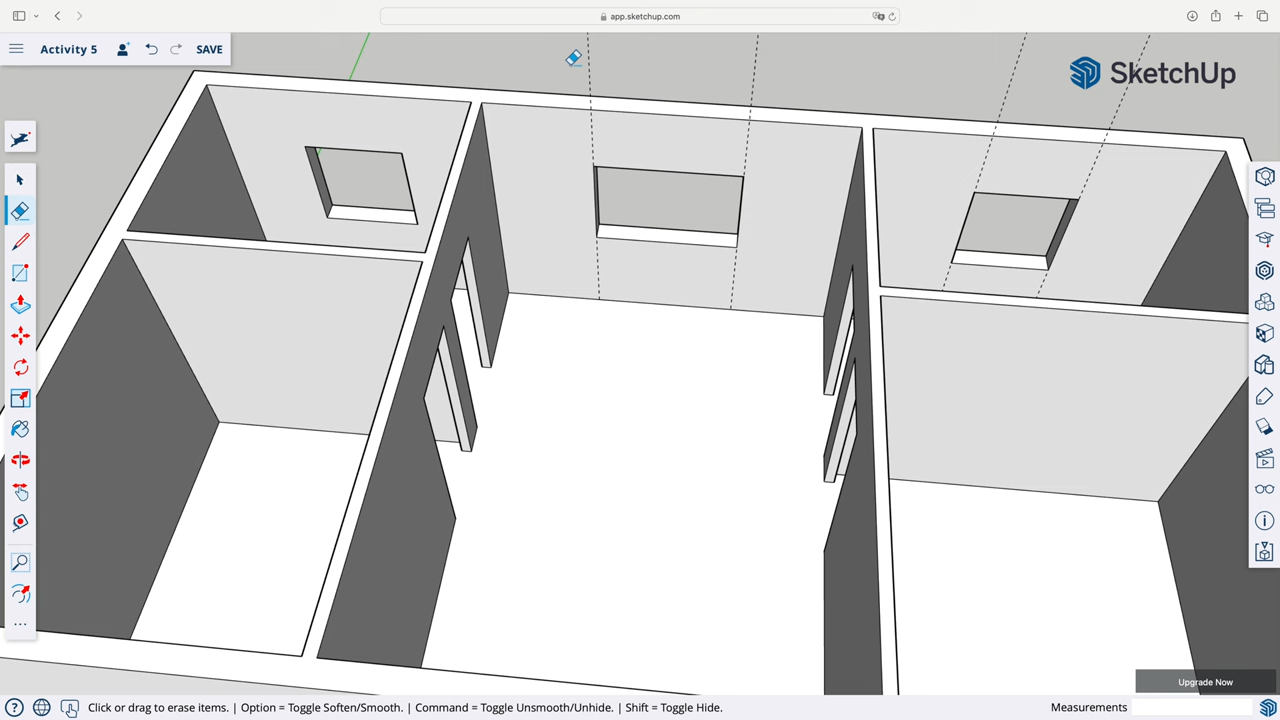 app.sketchup.com
Activity 5
SAVE
SketchUp
Upgrade Now
Click or drag to erase items. | Option = Toggle Soften/Smooth. | Command = Toggle Unsmooth/Unhide. | Shift = Toggle Hide.
Measurements